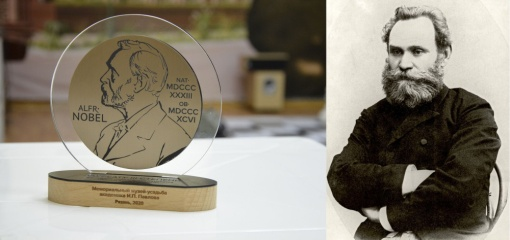 ALFR•
NOBEL
NAT•
MDCCC
XXXIII
OB•
MDCCC
XCVI
Мемориальный музей-усадьба
академика И.П. Павлова
Рязань, 2020